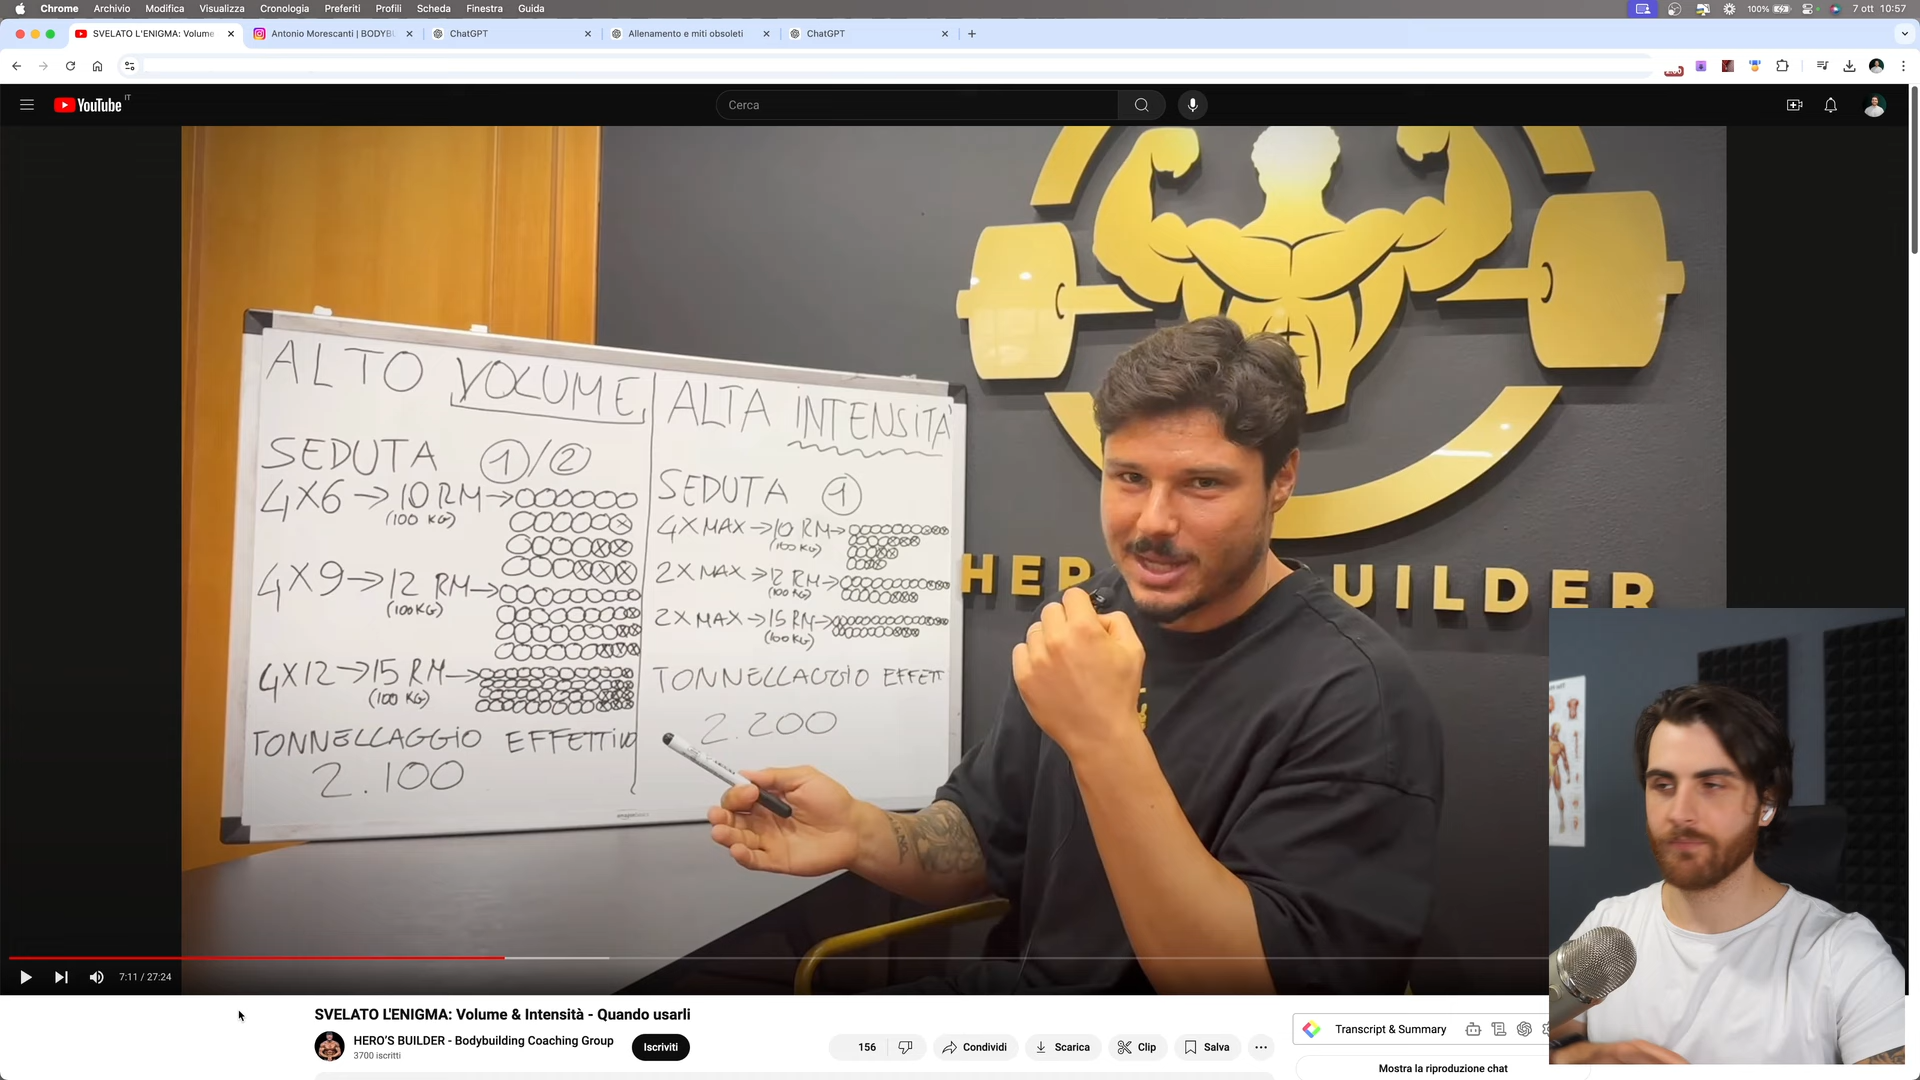 Chrome Archivio Modifica Visualizza Cronologia Preferiti Profili Scheda Finestra Guida
100% 7 ott 10:57
SVELATO L'ENIGMA: Volume
Antonio Morescanti | BODYBU
ChatGPT
Allenamento e miti obsoleti
ChatGPT
YouTube IT
Cerca
ALTO VOLUME
SEDUTA 1/2
4X6 → 10 RM →
(100 KG)
4X9 → 12 RM →
(100 KG)
4X12 → 15 RM →
(100 KG)
TONNELLAGGIO EFFETTIVO
2.100
ALTA INTENSITÀ
SEDUTA 1
4 X MAX → 10 RM →
(100 KG)
2 X MAX → 12 RM →
(100 KG)
2 X MAX → 15 RM →
(100 KG)
TONNELLAGGIO EFFETT
2.200
HER UILDER
7:11 / 27:24
SVELATO L'ENIGMA: Volume & Intensità - Quando usarli
HERO'S BUILDER - Bodybuilding Coaching Group
3700 iscritti
Iscriviti
156
Condividi
Scarica
Clip
Salva
Transcript & Summary
Mostra la riproduzione chat